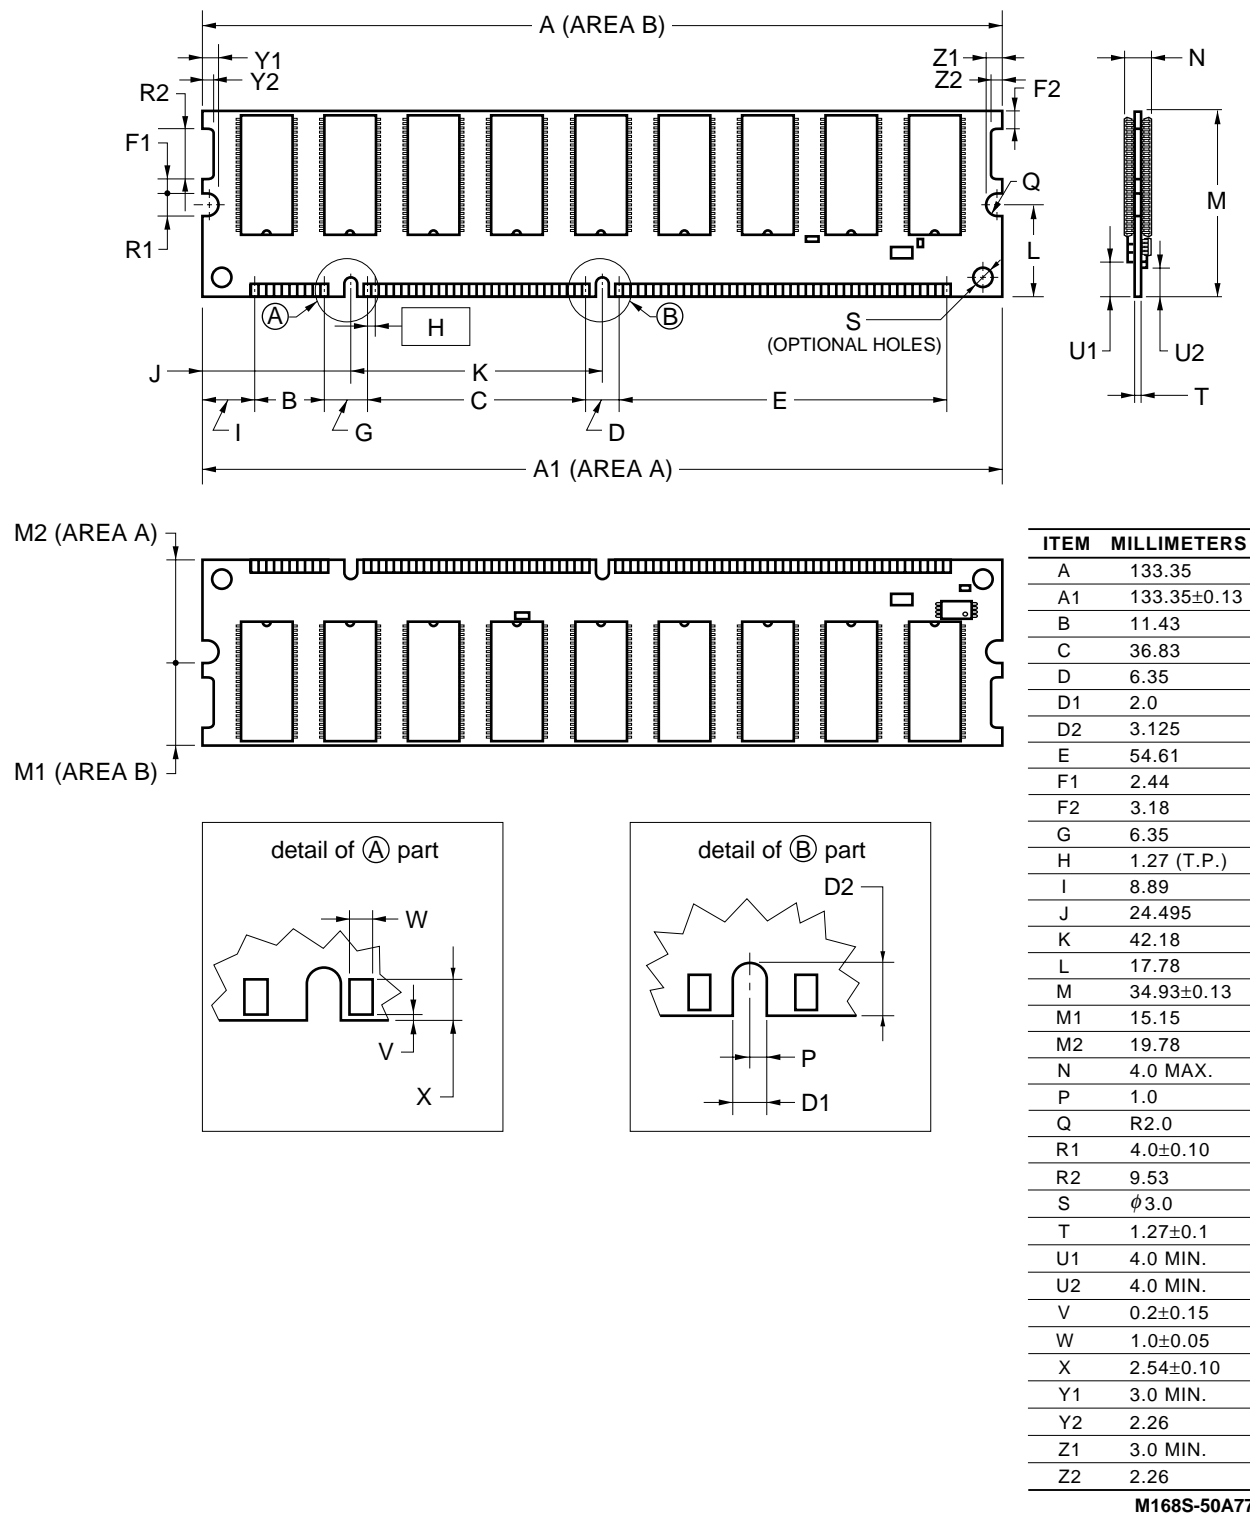 A (AREA B)
Y1
Z1
N
Y2
Z2
R2
F2
F1
Q
M
R1
L
A
H
B
S
(OPTIONAL HOLES)
U1
U2
J
K
B
C
E
T
I
G
D
A1 (AREA A)
M2 (AREA A)
M1 (AREA B)
detail of A part
W
V
X
detail of B part
D2
P
D1
ITEM MILLIMETERS
A 133.35
A1 133.35±0.13
B 11.43
C 36.83
D 6.35
D1 2.0
D2 3.125
E 54.61
F1 2.44
F2 3.18
G 6.35
H 1.27 (T.P.)
I 8.89
J 24.495
K 42.18
L 17.78
M 34.93±0.13
M1 15.15
M2 19.78
N 4.0 MAX.
P 1.0
Q R2.0
R1 4.0±0.10
R2 9.53
S ϕ3.0
T 1.27±0.1
U1 4.0 MIN.
U2 4.0 MIN.
V 0.2±0.15
W 1.0±0.05
X 2.54±0.10
Y1 3.0 MIN.
Y2 2.26
Z1 3.0 MIN.
Z2 2.26
M168S-50A77